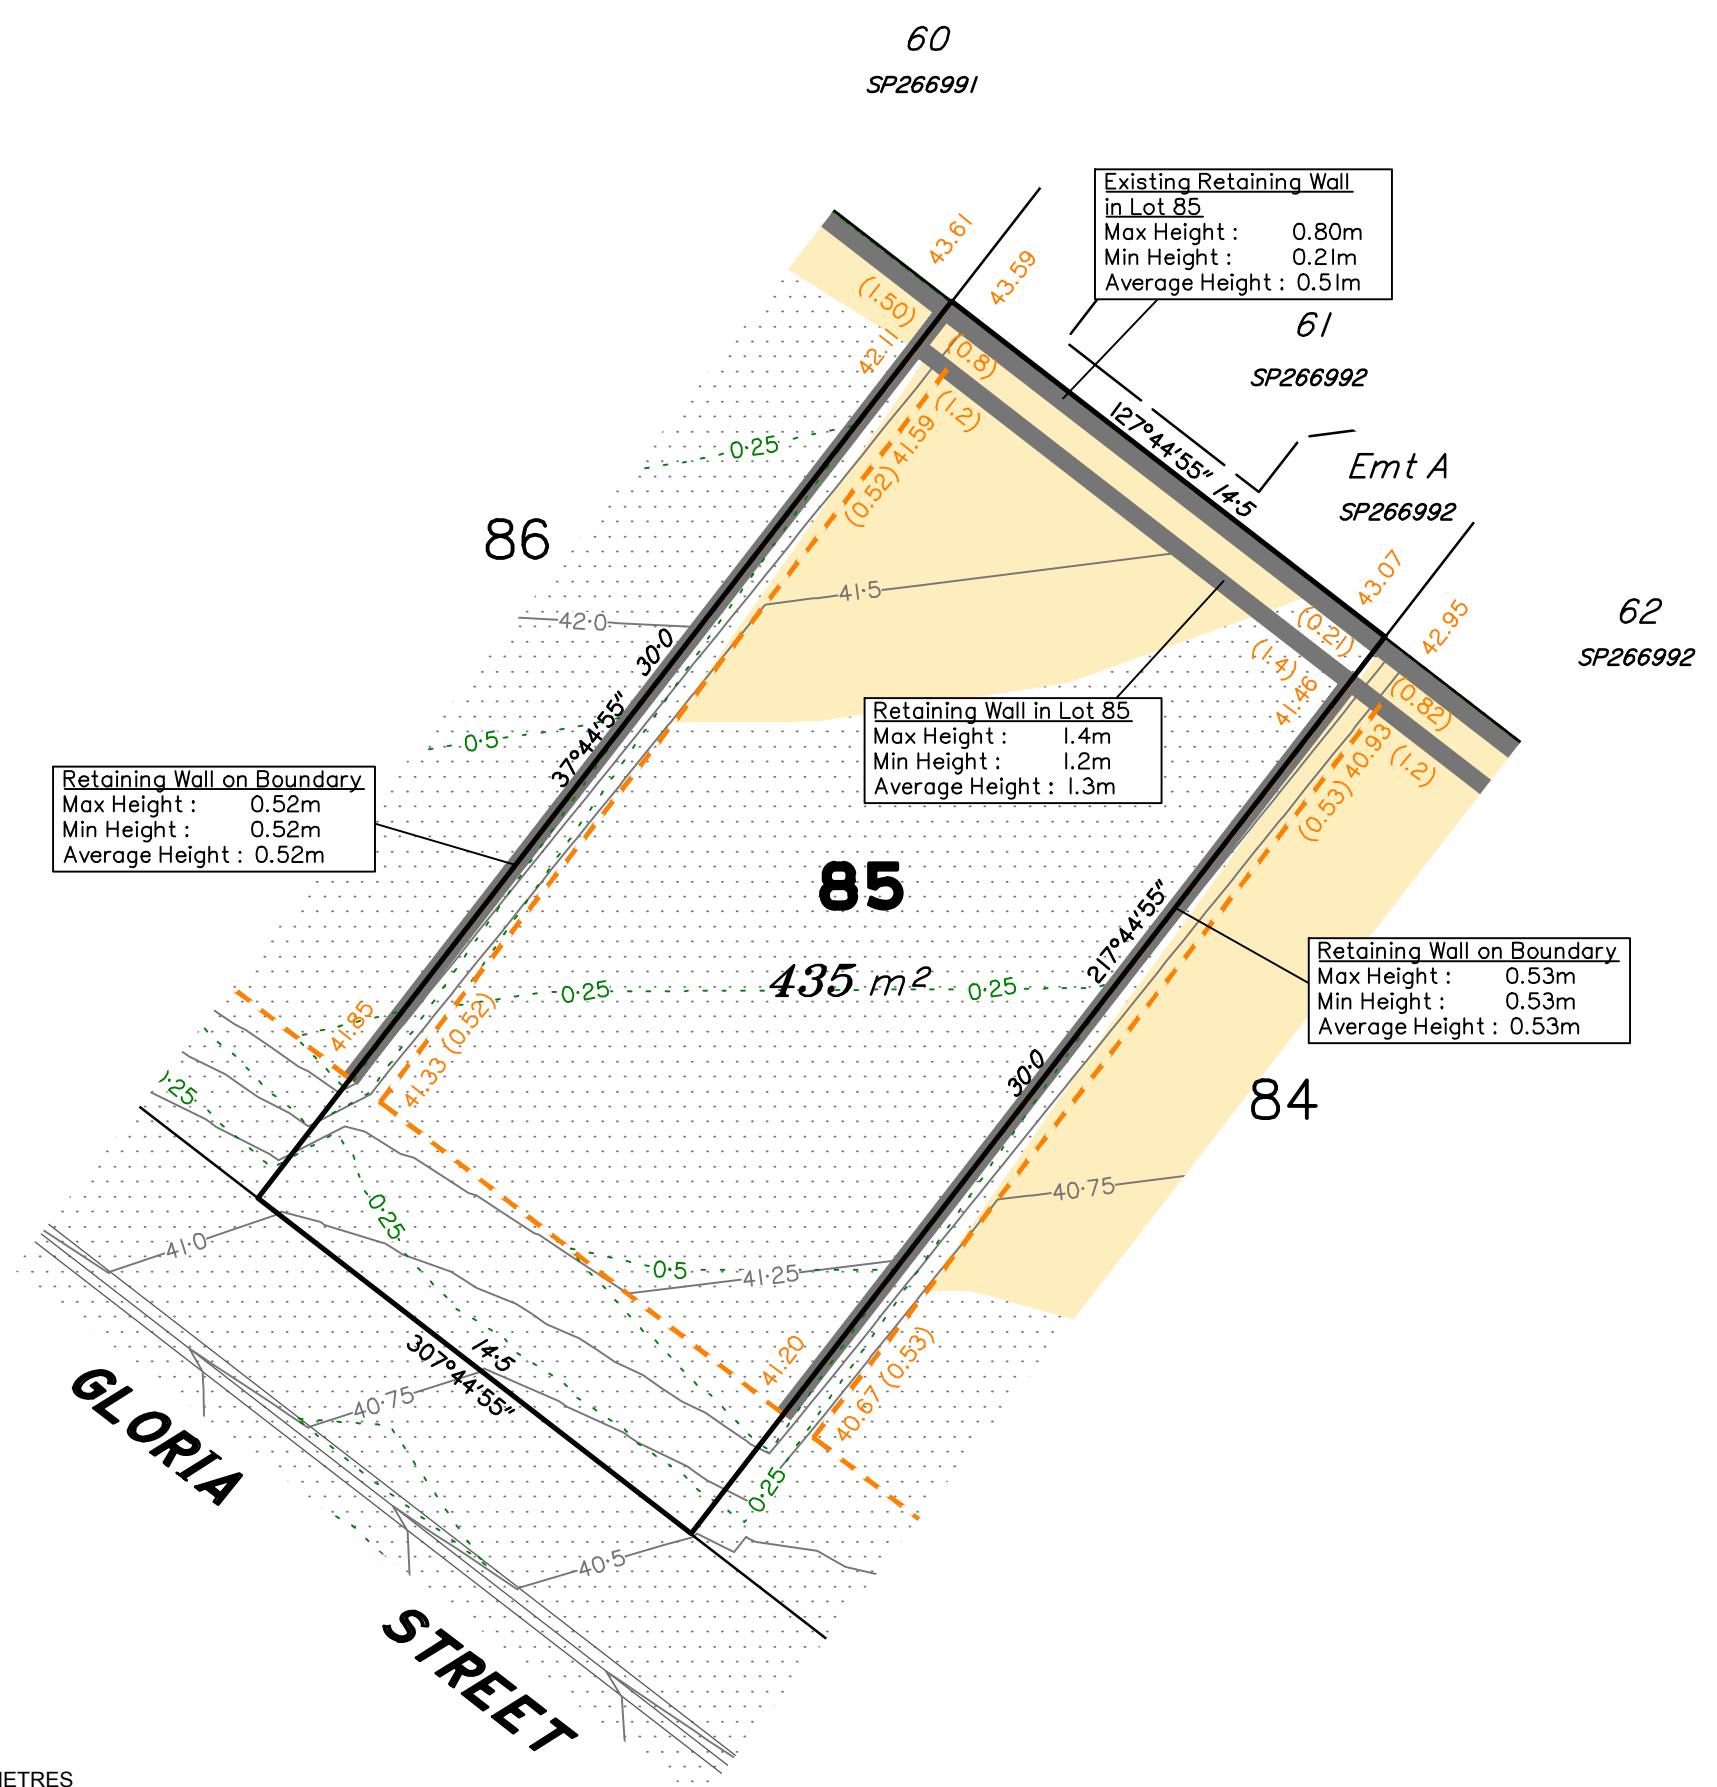 60
SP266991
Existing Retaining Wall
in Lot 85
Max Height : 0.80m
Min Height : 0.21m
Average Height : 0.51m
43.61
43.59
(1.50)
42.11
(0.8)
(1.2)
(0.52) 41.59
61
SP266992
127°44'55" 14·5
Emt A
SP266992
0·25
86
41·5
42·0
43.07
42.95
62
SP266992
(0.21)
(1.4)
41.46
(0.82)
(1.2)
(0.53) 40.93
30·0
37°44'55"
0·5
Retaining Wall in Lot 85
Max Height : 1.4m
Min Height : 1.2m
Average Height : 1.3m
Retaining Wall on Boundary
Max Height : 0.52m
Min Height : 0.52m
Average Height : 0.52m
85
435 m²
217°44'55"
30·0
Retaining Wall on Boundary
Max Height : 0.53m
Min Height : 0.53m
Average Height : 0.53m
0·25
0·25
41.85
41.33 (0.52)
84
·25
0·25
40·75
41·0
0·5
41·25
41.20
40.67 (0.53)
14·5
307°44'55"
40·75
0·25
40·5
GLORIA
STREET
METRES